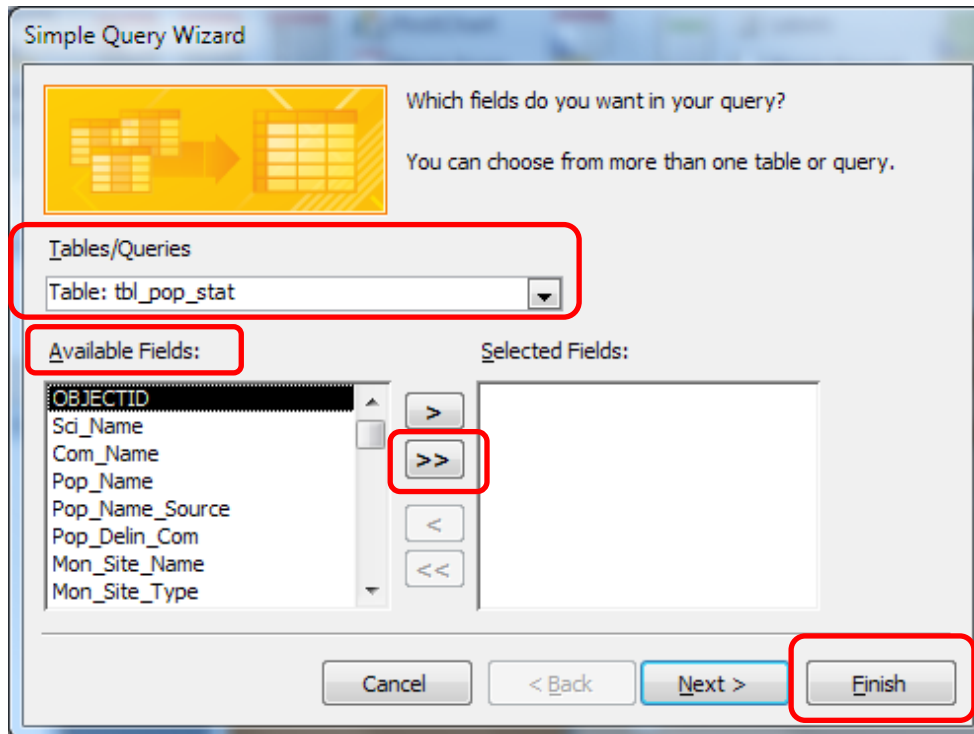 Simple Query Wizard
Which fields do you want in your query?
You can choose from more than one table or query.
Tables/Queries
Table: tbl_pop_stat
Available Fields:
Selected Fields:
OBJECTID
Sci_Name
Com_Name
Pop_Name
Pop_Name_Source
Pop_Delin_Com
Mon_Site_Name
Mon_Site_Type
>
>>
<
<<
Cancel
< Back
Next >
Finish